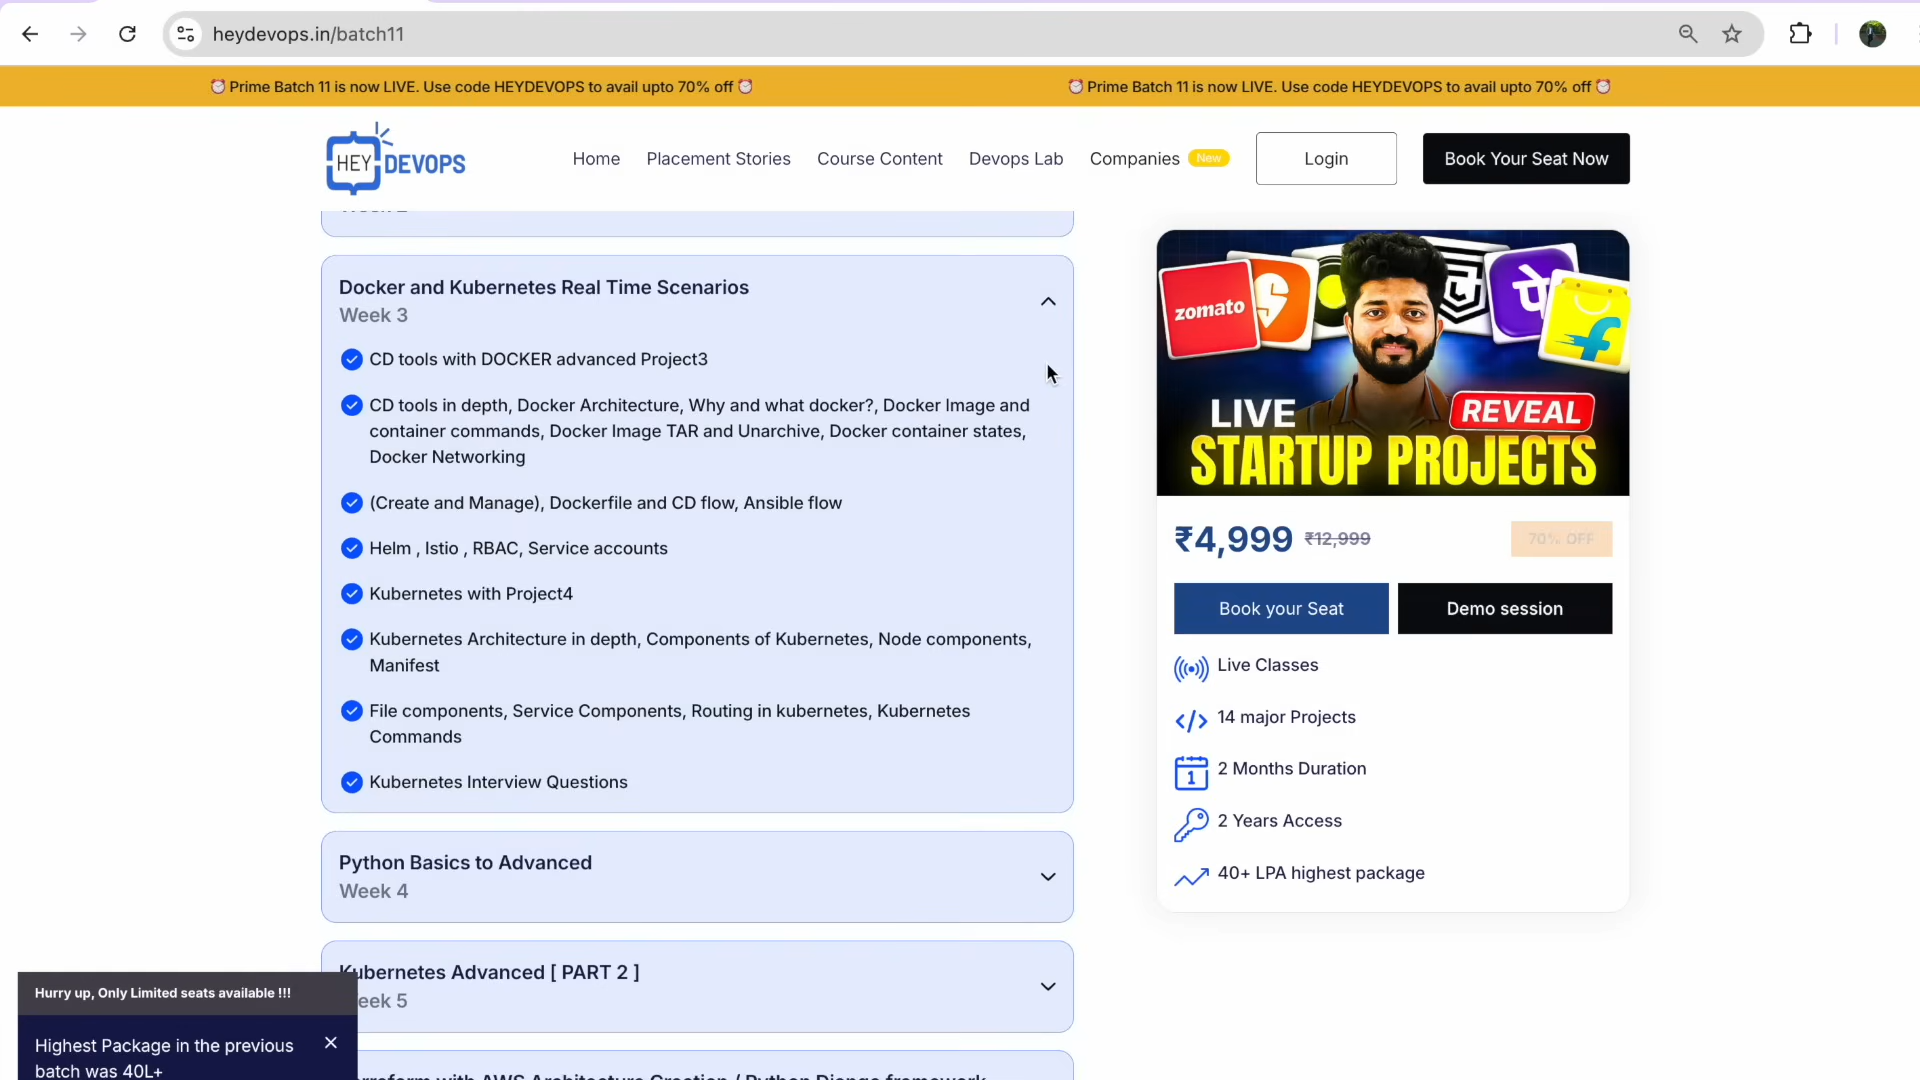 heydevops.in/batch11
⏰ Prime Batch 11 is now LIVE. Use code HEYDEVOPS to avail upto 70% off ⏰
⏰ Prime Batch 11 is now LIVE. Use code HEYDEVOPS to avail upto 70% off ⏰
HEY DEVOPS
Home
Placement Stories
Course Content
Devops Lab
Companies
New
Login
Book Your Seat Now
Docker and Kubernetes Real Time Scenarios
Week 3
CD tools with DOCKER advanced Project3
CD tools in depth, Docker Architecture, Why and what docker?, Docker Image and
container commands, Docker Image TAR and Unarchive, Docker container states,
Docker Networking
(Create and Manage), Dockerfile and CD flow, Ansible flow
Helm , Istio , RBAC, Service accounts
Kubernetes with Project4
Kubernetes Architecture in depth, Components of Kubernetes, Node components,
Manifest
File components, Service Components, Routing in kubernetes, Kubernetes
Commands
Kubernetes Interview Questions
Python Basics to Advanced
Week 4
Kubernetes Advanced [ PART 2 ]
eek 5
zomato
LIVE
REVEAL
STARTUP PROJECTS
₹4,999
₹12,999
70% OFF
Book your Seat
Demo session
Live Classes
14 major Projects
2 Months Duration
2 Years Access
40+ LPA highest package
Hurry up, Only Limited seats available !!!
Highest Package in the previous
batch was 40L+